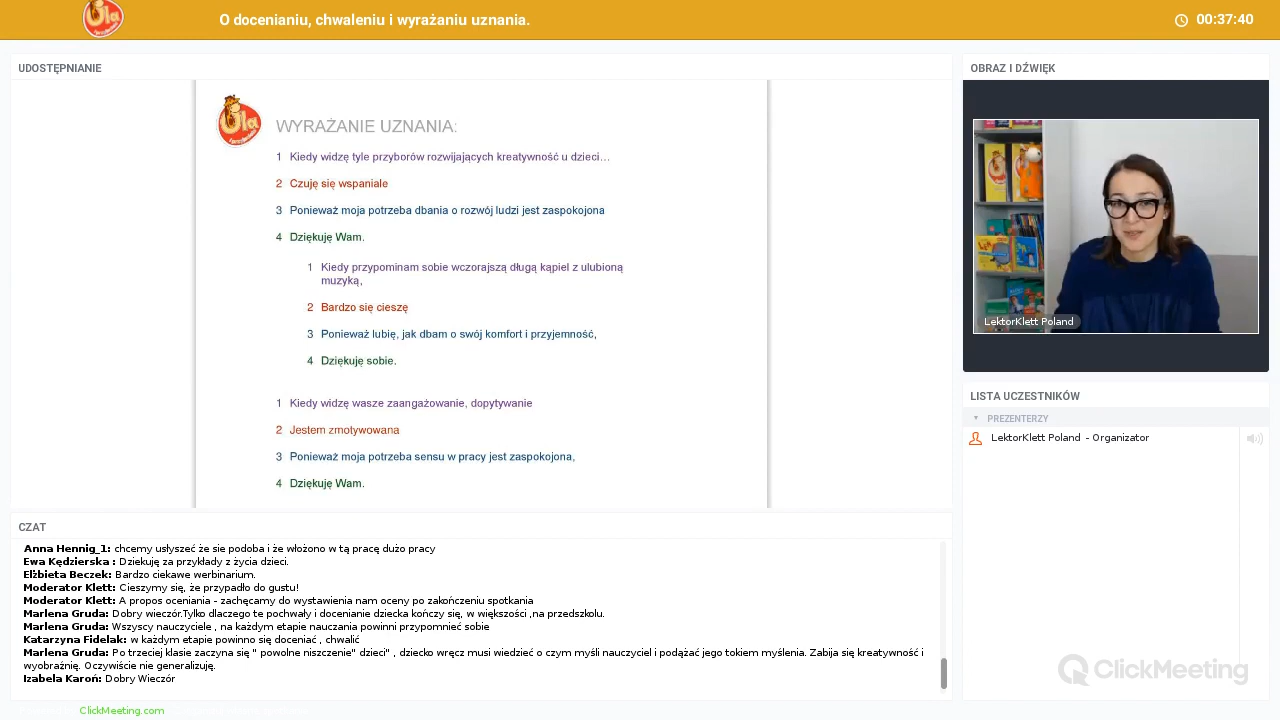 Ula
O docenianiu, chwaleniu i wyrażaniu uznania.
00:37:40
UDOSTĘPNIANIE
Ula
WYRAŻANIE UZNANIA:
1 Kiedy widzę tyle przyborów rozwijających kreatywność u dzieci...
2 Czuję się wspaniale
3 Ponieważ moja potrzeba dbania o rozwój ludzi jest zaspokojona
4 Dziękuję Wam.
1 Kiedy przypominam sobie wczorajszą długą kąpiel z ulubioną
muzyką,
2 Bardzo się cieszę
3 Ponieważ lubię, jak dbam o swój komfort i przyjemność,
4 Dziękuję sobie.
1 Kiedy widzę wasze zaangażowanie, dopytywanie
2 Jestem zmotywowana
3 Ponieważ moja potrzeba sensu w pracy jest zaspokojona,
4 Dziękuję Wam.
CZAT
Anna Hennig_1: chcemy usłyszeć że sie podoba i że włożono w tą pracę dużo pracy
Ewa Kędzierska : Dziekuję za przykłady z życia dzieci.
Elżbieta Beczek: Bardzo ciekawe werbinarium.
Moderator Klett: Cieszymy się, że przypadło do gustu!
Moderator Klett: A propos oceniania - zachęcamy do wystawienia nam oceny po zakończeniu spotkania
Marlena Gruda: Dobry wieczór.Tylko dlaczego te pochwały i docenianie dziecka kończy się, w większości ,na przedszkolu.
Marlena Gruda: Wszyscy nauczyciele , na każdym etapie nauczania powinni przypomnieć sobie
Katarzyna Fidelak: w każdym etapie powinno się doceniać , chwalić
Marlena Gruda: Po trzeciej klasie zaczyna się " powolne niszczenie" dzieci" , dziecko wręcz musi wiedzieć o czym myśli nauczyciel i podążać jego tokiem myślenia. Zabija się kreatywność i
wyobraźnię. Oczywiście nie generalizuję.
Izabela Karoń: Dobry Wieczór
ClickMeeting.com
OBRAZ I DŹWIĘK
LektorKlett Poland
LISTA UCZESTNIKÓW
PREZENTERZY
LektorKlett Poland - Organizator
ClickMeeting